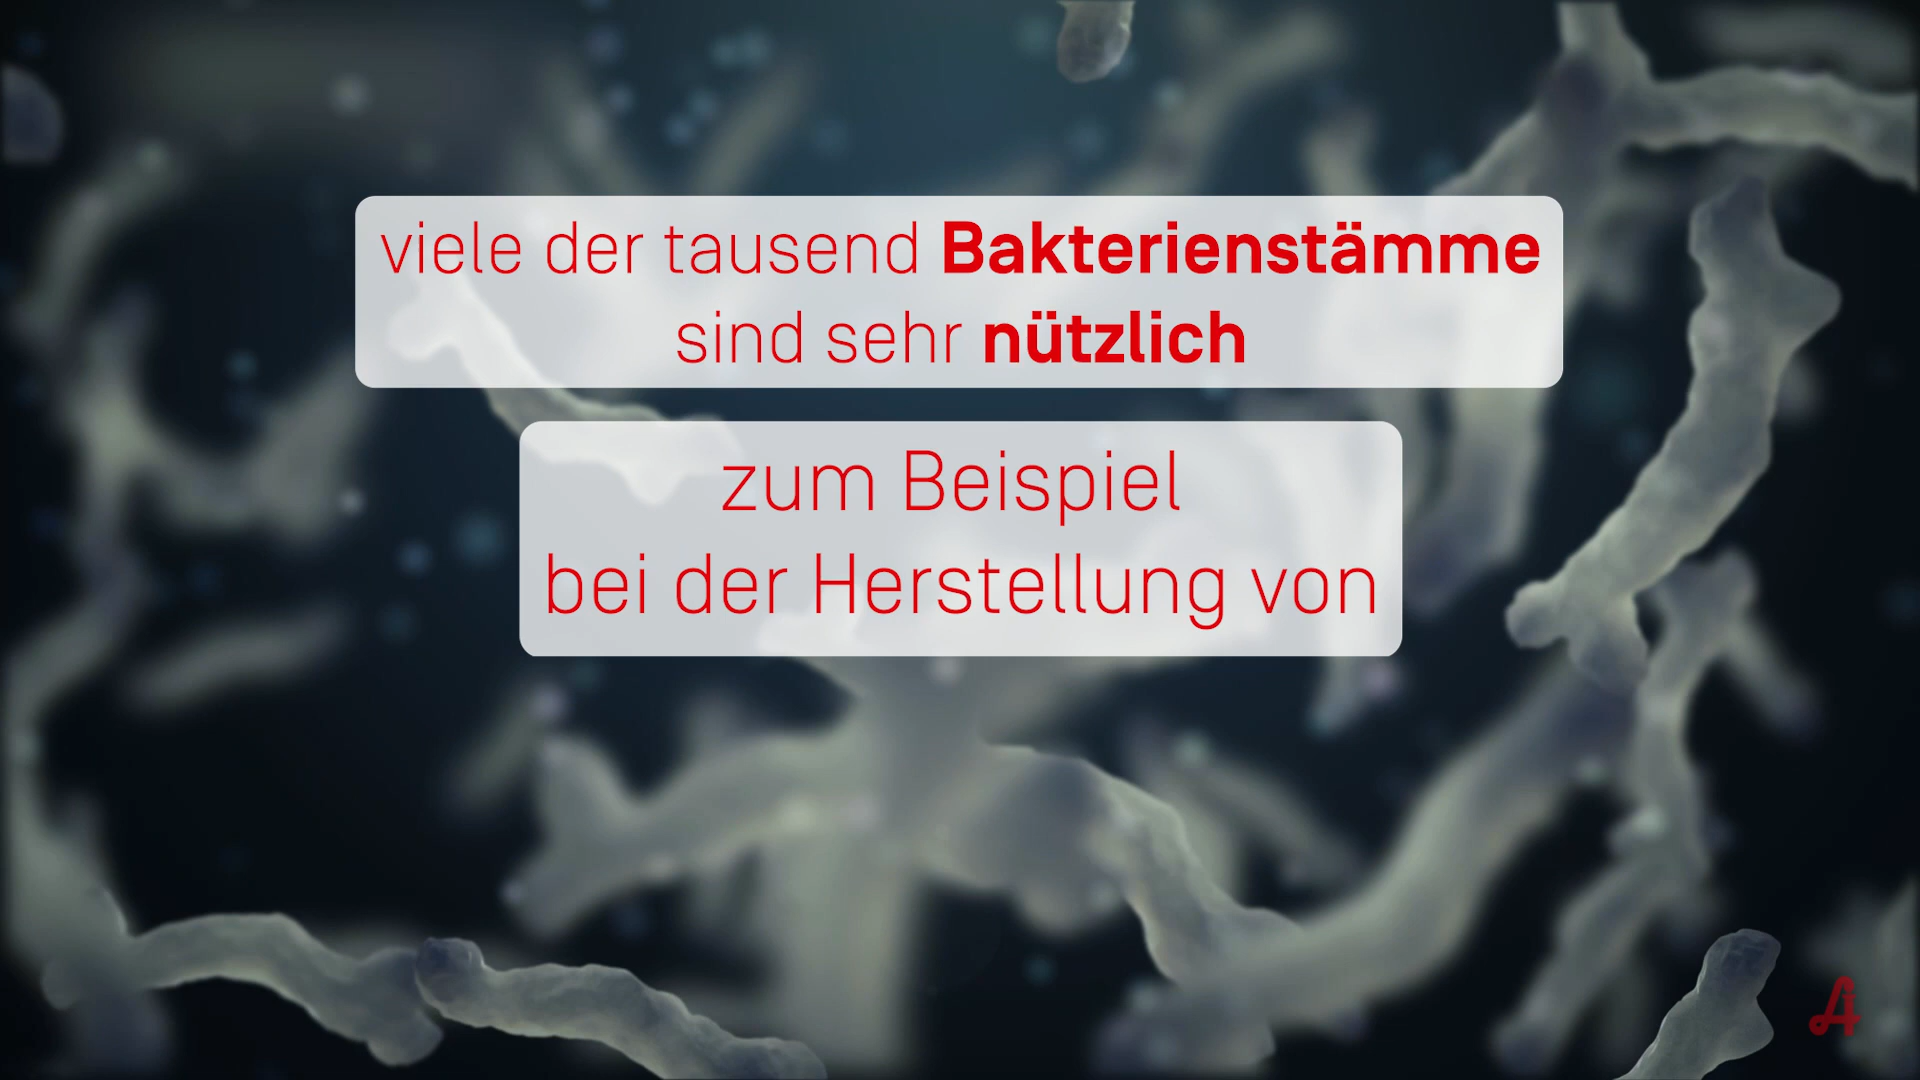 viele der tausend Bakterienstämme
sind sehr nützlich
zum Beispiel
bei der Herstellung von